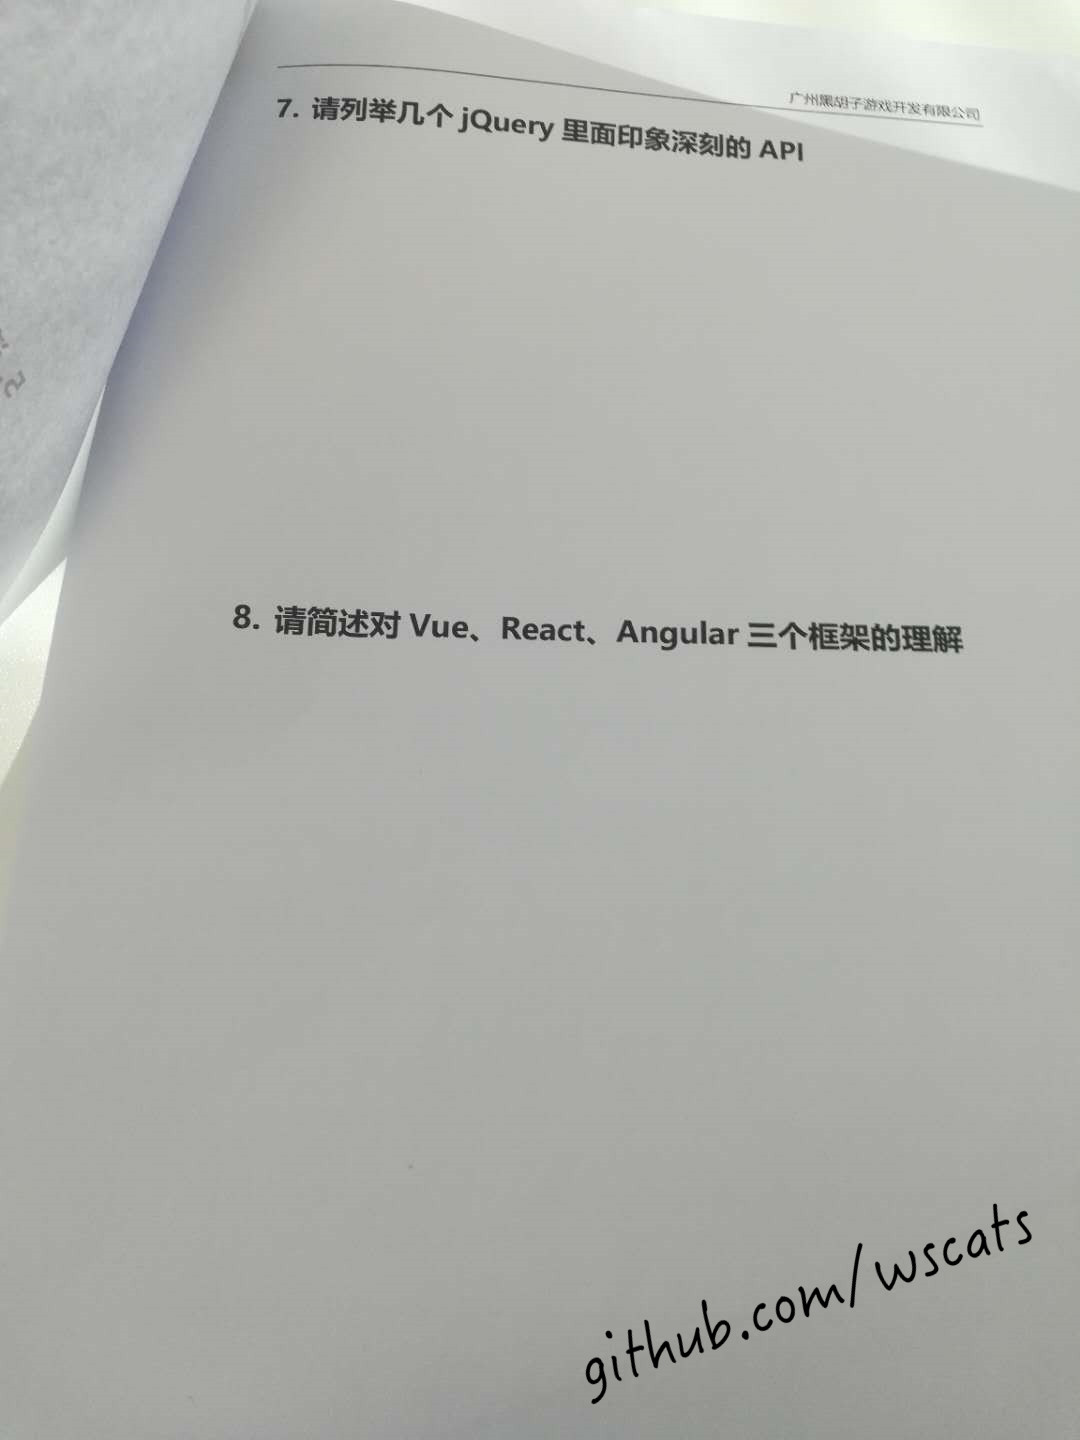 广州黑胡子游戏开发有限公司
7. 请列举几个 jQuery 里面印象深刻的 API
8. 请简述对 Vue、React、Angular 三个框架的理解
github.com/wscats